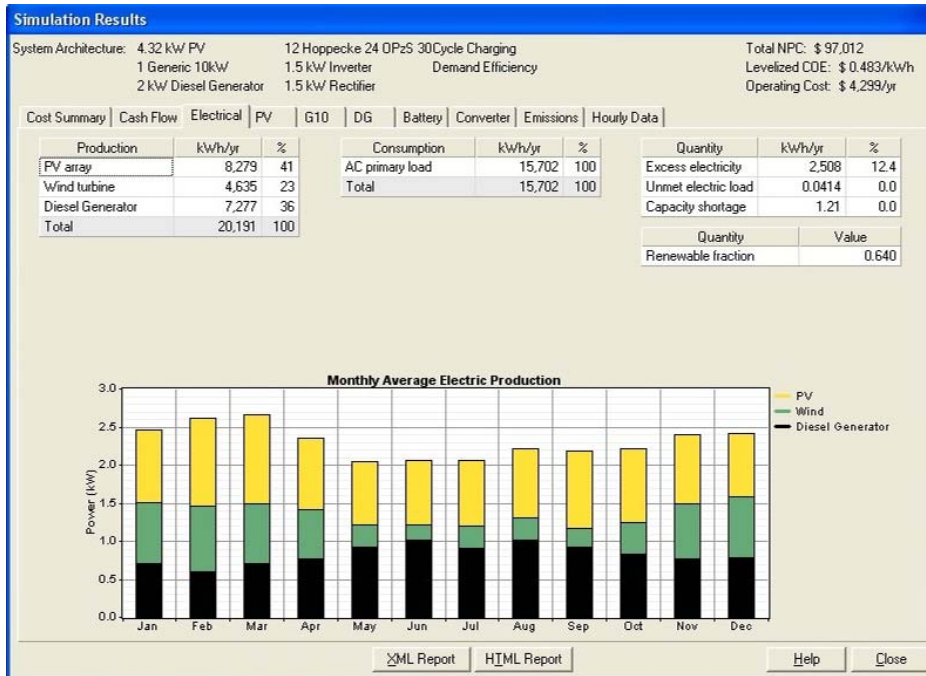 Simulation Results
System Architecture: 4.32 kW PV 12 Hoppecke 24 OPzS 30Cycle Charging Total NPC: $ 97,012
1 Generic 10kW 1.5 kW Inverter Demand Efficiency Levelized COE: $ 0.483/kWh
2 kW Diesel Generator 1.5 kW Rectifier Operating Cost: $ 4,299/yr
Cost Summary Cash Flow Electrical PV G10 DG Battery Converter Emissions Hourly Data
Production kWh/yr %
PV array 8,279 41
Wind turbine 4,635 23
Diesel Generator 7,277 36
Total 20,191 100
Consumption kWh/yr %
AC primary load 15,702 100
Total 15,702 100
Quantity kWh/yr %
Excess electricity 2,508 12.4
Unmet electric load 0.0414 0.0
Capacity shortage 1.21 0.0
Quantity Value
Renewable fraction 0.640
Monthly Average Electric Production
3.0
2.5
2.0
1.5
1.0
0.5
0.0
Power (kW)
Jan Feb Mar Apr May Jun Jul Aug Sep Oct Nov Dec
PV
Wind
Diesel Generator
XML Report HTML Report Help Close